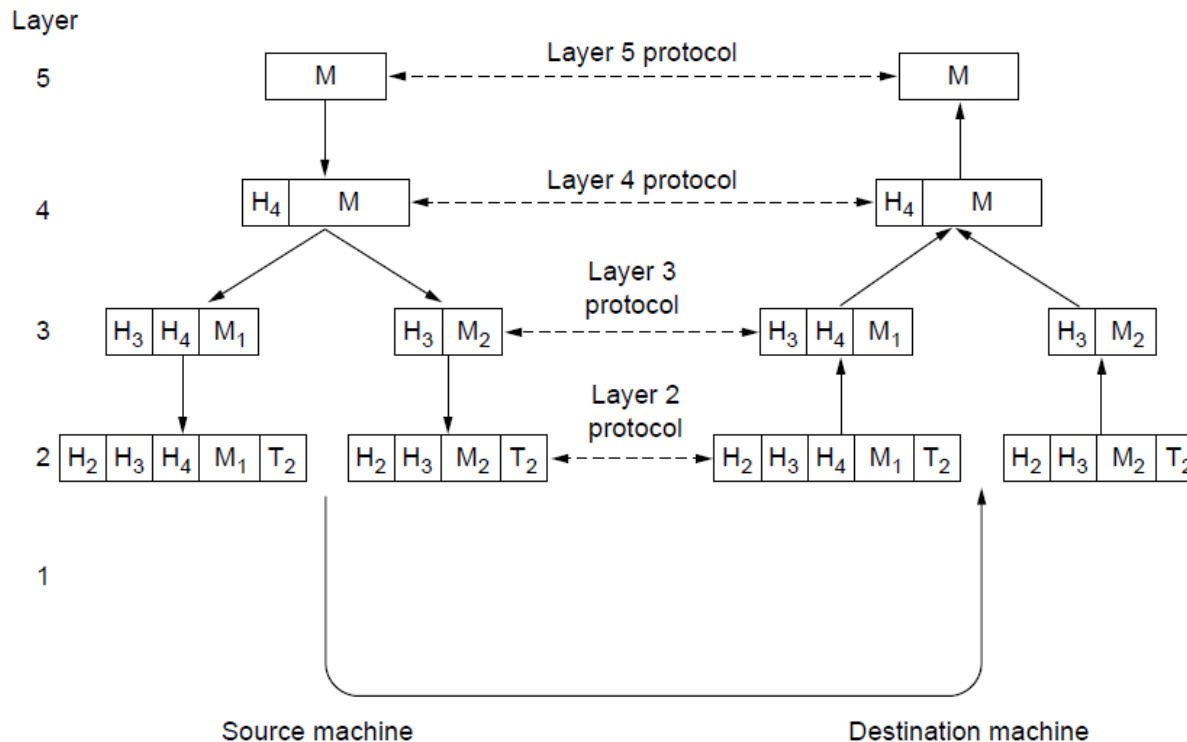 Layer
5 M Layer 5 protocol M
4 H₄ M Layer 4 protocol H₄ M
Layer 3
protocol
3 H₃ H₄ M₁ H₃ M₂ H₃ H₄ M₁ H₃ M₂
Layer 2
protocol
2 H₂ H₃ H₄ M₁ T₂ H₂ H₃ M₂ T₂ H₂ H₃ H₄ M₁ T₂ H₂ H₃ M₂ T₂
1
Source machine Destination machine